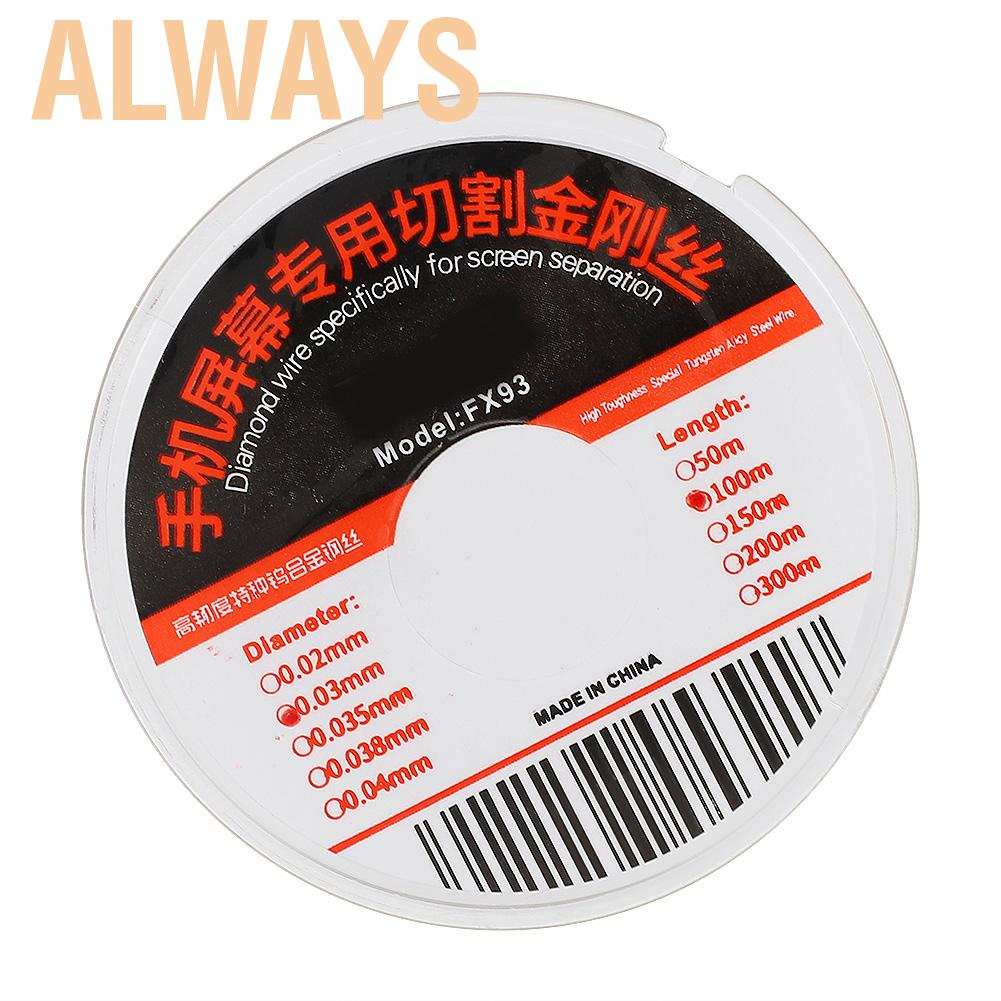 ALWAYS
手机屏幕专用切割金刚丝
Diamond wire specifically for screen separation
Model:FX93
High Toughness Special Tungsten Alloy Steel Wire.
高韧度特种钨合金钢丝
Length:
50m
100m
150m
200m
300m
Diameter:
0.02mm
0.03mm
0.035mm
0.038mm
0.04mm
MADE IN CHINA